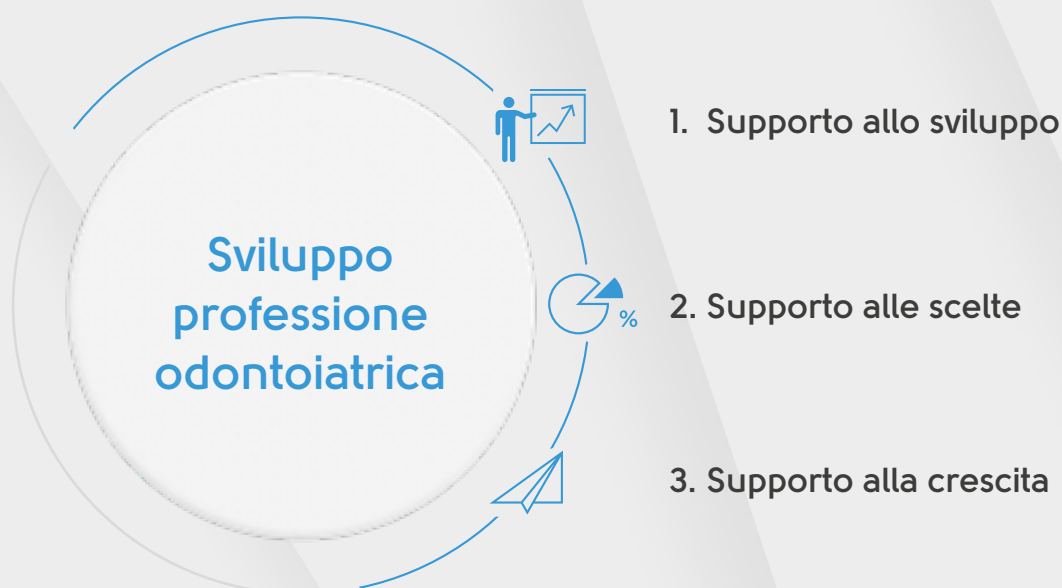 Sviluppo
professione
odontoiatrica
1. Supporto allo sviluppo
%
2. Supporto alle scelte
3. Supporto alla crescita